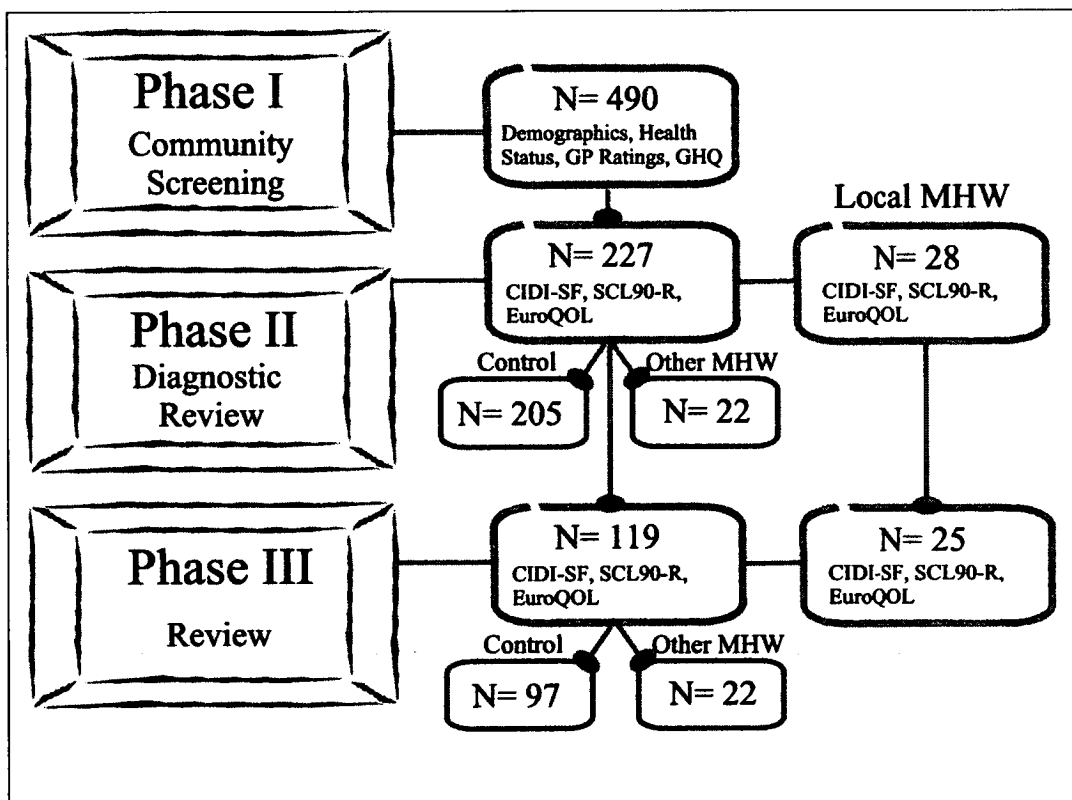 Phase I
Community
Screening
N= 490
Demographics, Health
Status, GP Ratings, GHQ
Local MHW
Phase II
Diagnostic
Review
N= 227
CIDI-SF, SCL90-R,
EuroQOL
N= 28
CIDI-SF, SCL90-R,
EuroQOL
Control
Other MHW
N= 205
N= 22
Phase III
Review
N= 119
CIDI-SF, SCL90-R,
EuroQOL
N= 25
CIDI-SF, SCL90-R,
EuroQOL
Control
Other MHW
N= 97
N= 22